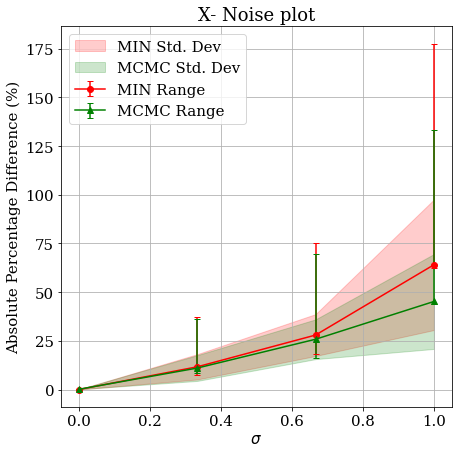 X- Noise plot
MIN Std. Dev
MCMC Std. Dev
MIN Range
MCMC Range
Absolute Percentage Difference (%)
175
150
125
100
75
50
25
0
0.0 0.2 0.4 0.6 0.8 1.0
σ